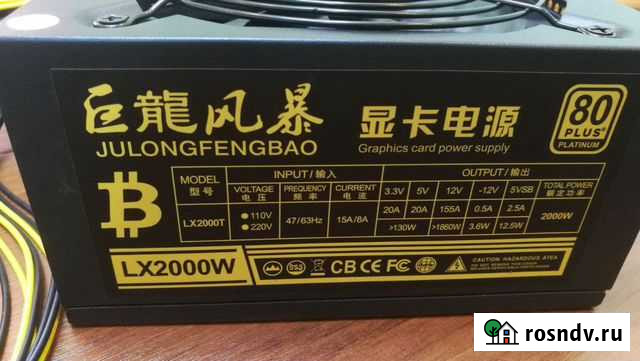 巨龍风暴
JULONGFENGBAO
显卡电源
Graphics card power supply
80
PLUS
PLATINUM
MODEL 型号 INPUT/输入 OUTPUT/输出
VOLTAGE 电压 FREQUENCY 频率 CURRENT 电流 3.3V 5V 12V -12V 5VSB TOTAL POWER 额定功率
LX2000T 110V 220V 47/63Hz 15A/8A 20A 20A 155A 0.5A 2.5A 2000W
>130W >1860W 3.6W 12.5W
LX2000W
CB CE FC
CAUTION HAZARDOUS ATEA
rosndv.ru